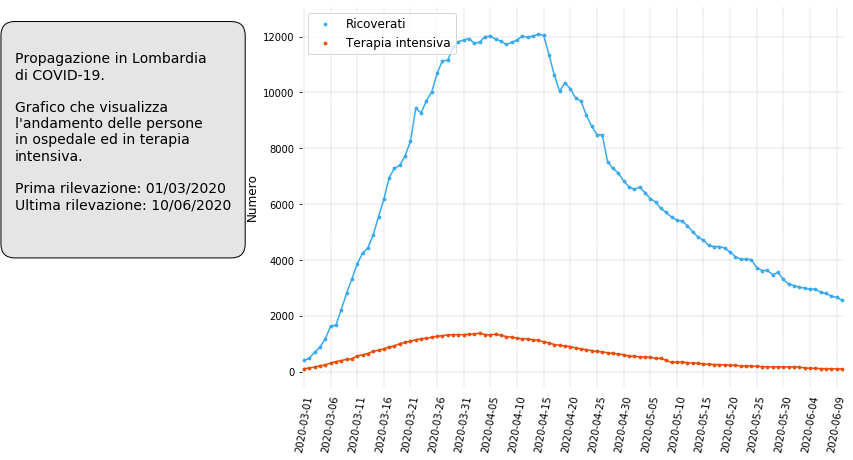 Propagazione in Lombardia
di COVID-19.
Grafico che visualizza
l'andamento delle persone
in ospedale ed in terapia
intensiva.
Prima rilevazione: 01/03/2020
Ultima rilevazione: 10/06/2020
Numero
Ricoverati
Terapia intensiva
12000
10000
8000
6000
4000
2000
0
2020-03-01
2020-03-06
2020-03-11
2020-03-16
2020-03-21
2020-03-26
2020-03-31
2020-04-05
2020-04-10
2020-04-15
2020-04-20
2020-04-25
2020-04-30
2020-05-05
2020-05-10
2020-05-15
2020-05-20
2020-05-25
2020-05-30
2020-06-04
2020-06-09